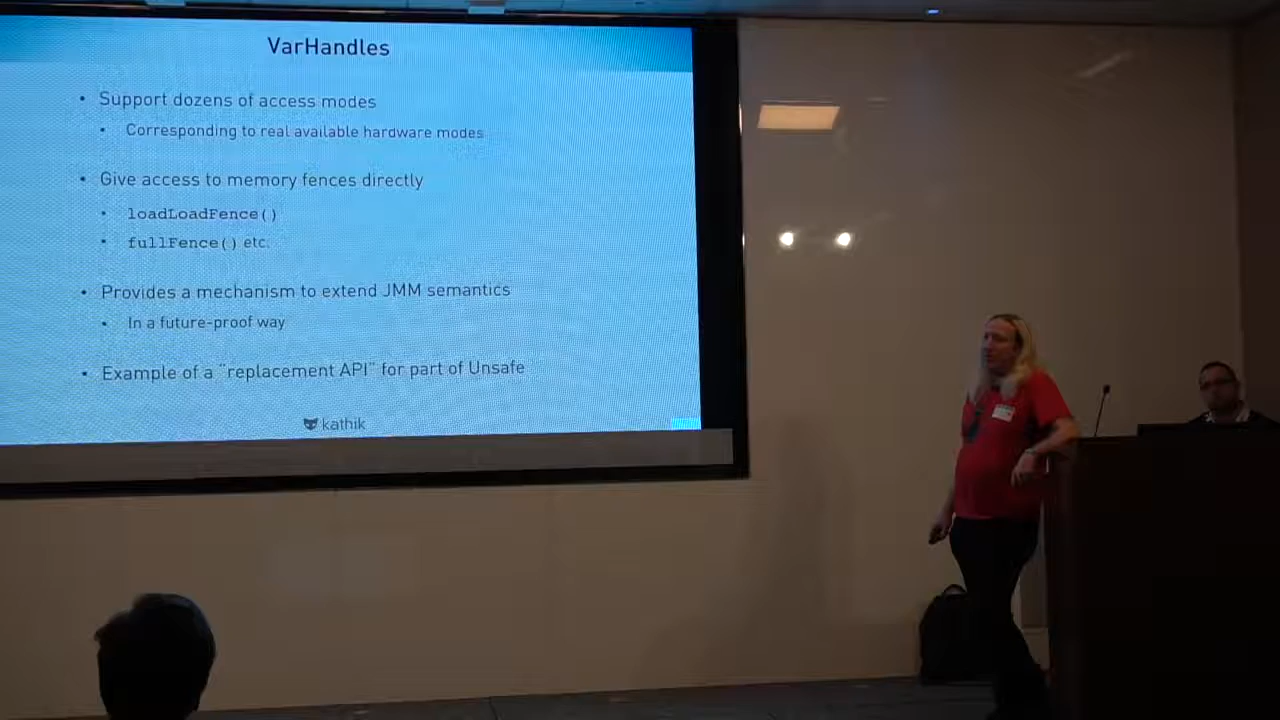 VarHandles
• Support dozens of access modes
• Corresponding to real available hardware modes
• Give access to memory fences directly
• loadLoadFence()
• fullFence() etc.
• Provides a mechanism to extend JMM semantics
• In a future-proof way
• Example of a “replacement API” for part of Unsafe
kathik